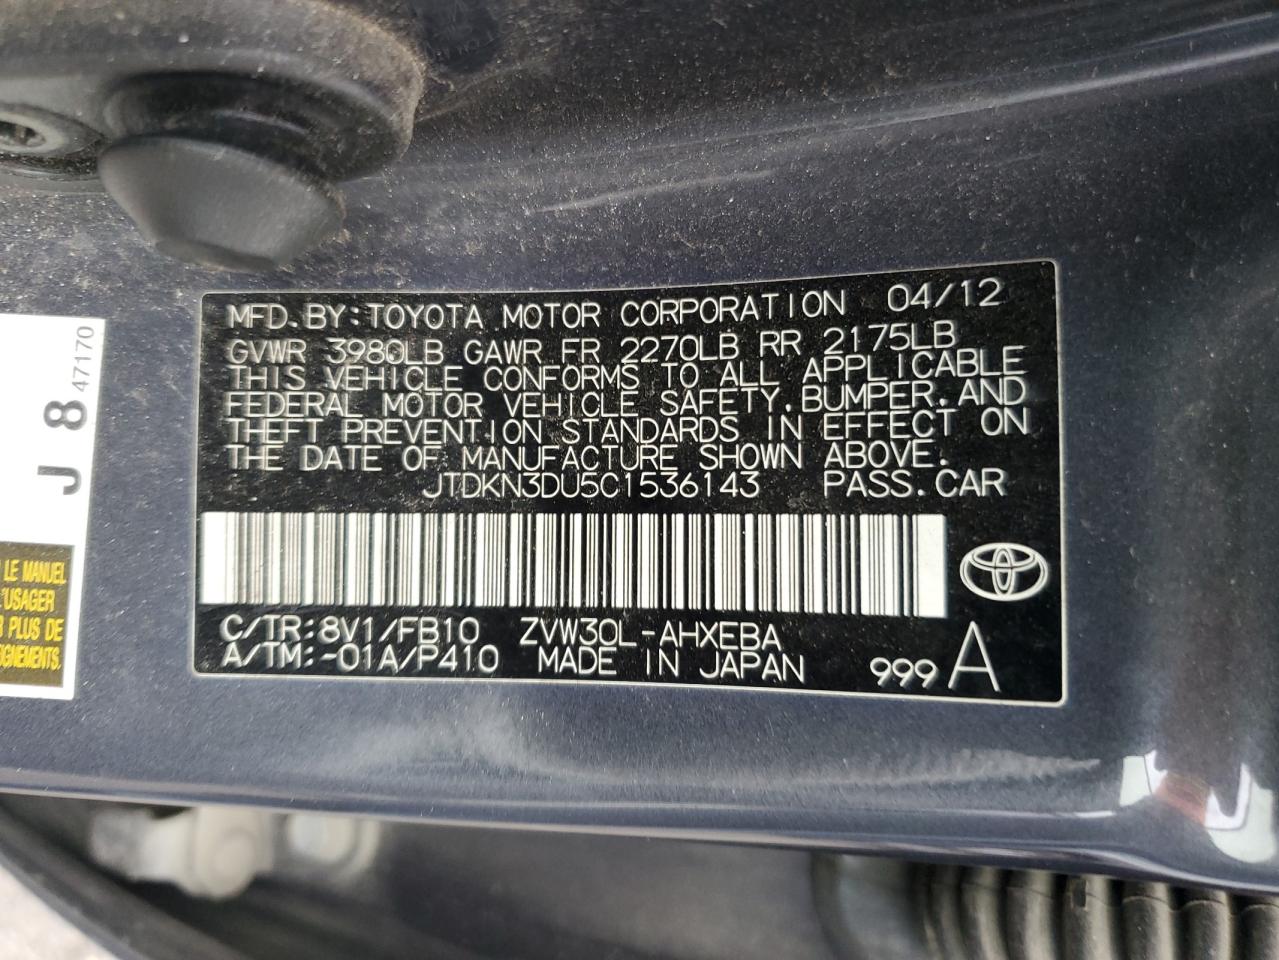 MFD. BY: TOYOTA MOTOR CORPORATION 04/12
GVWR 3980LB GAWR FR 2270LB RR 2175LB
THIS VEHICLE CONFORMS TO ALL APPLICABLE
FEDERAL MOTOR VEHICLE SAFETY, BUMPER, AND
THEFT PREVENTION STANDARDS IN EFFECT ON
THE DATE OF MANUFACTURE SHOWN ABOVE.
JTDKN3DU5C1536143 PASS. CAR
C/TR: 8V1/FB10 ZVW30L-AHXEBA
A/TM: -01A/P410 MADE IN JAPAN 999 A
J 8 47170
LE MANUEL
'USAGER
PLUS DE